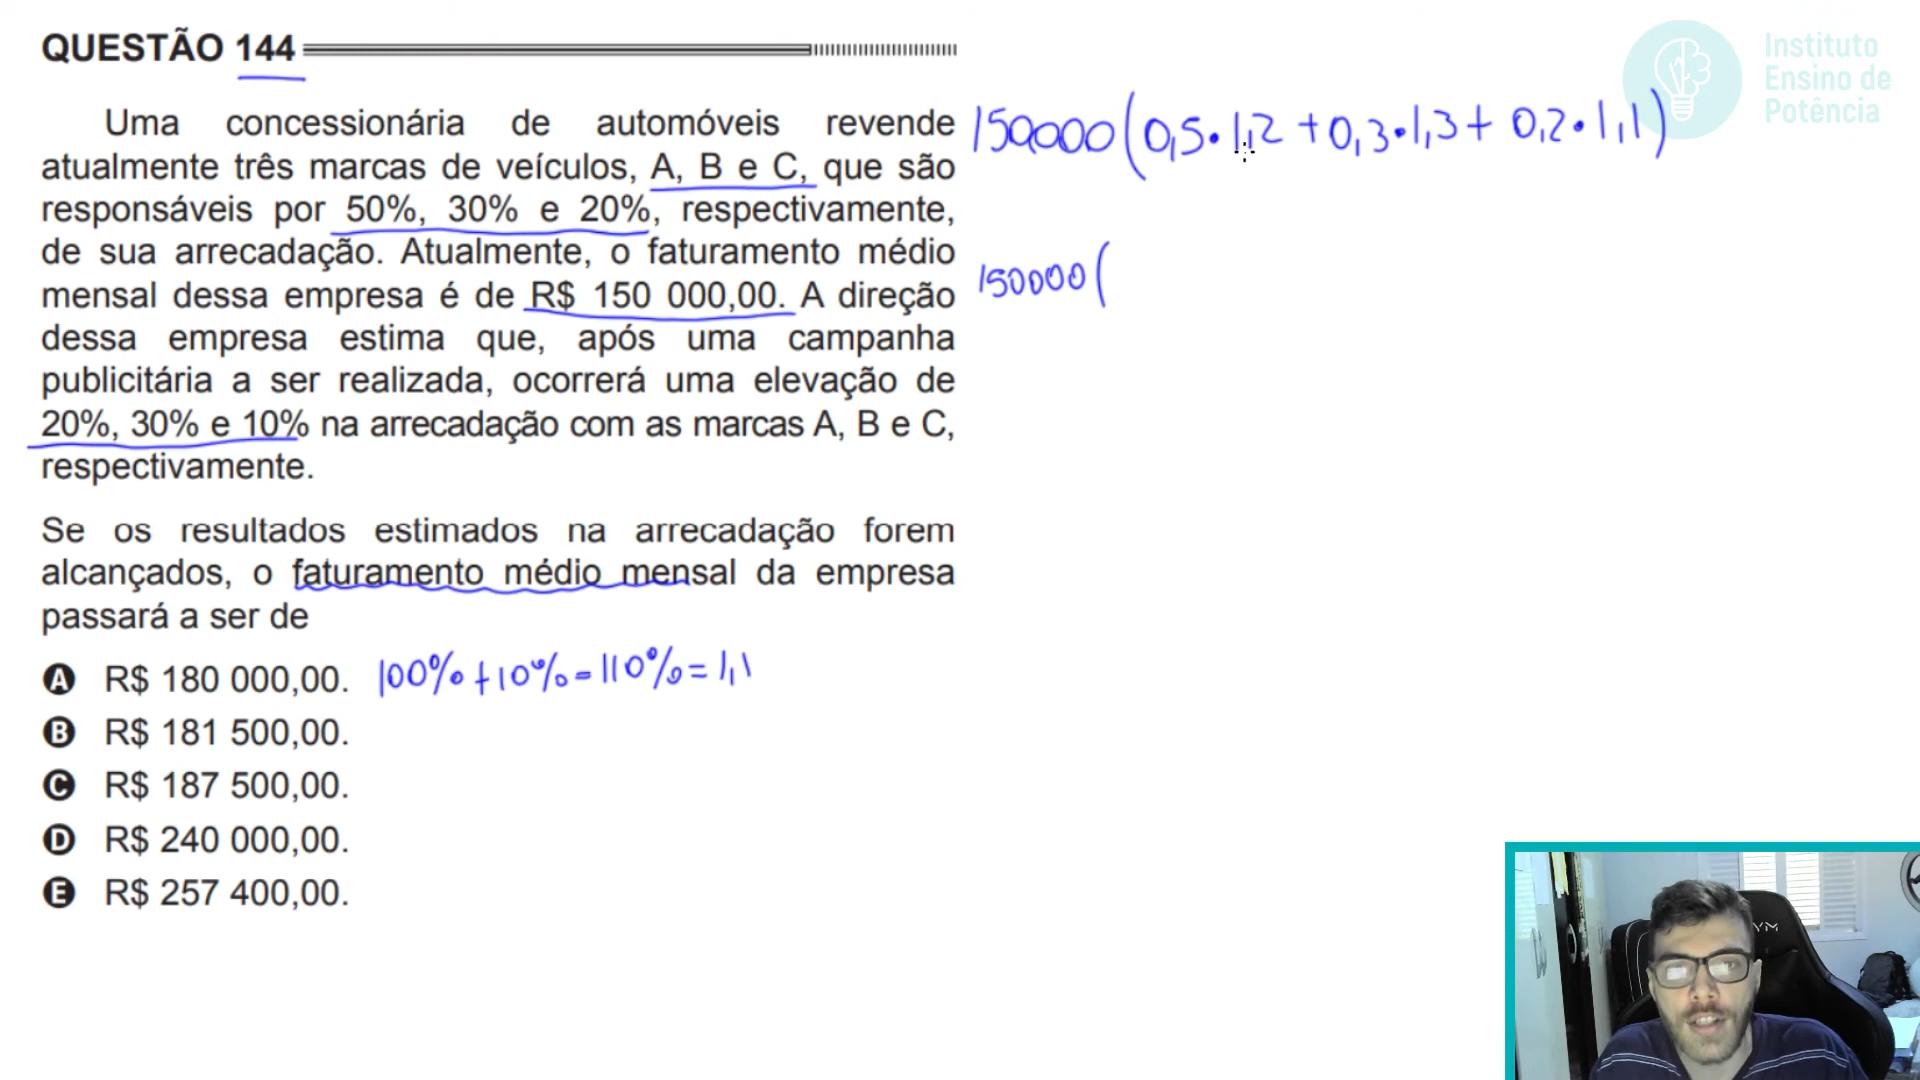 QUESTÃO 144
Uma concessionária de automóveis revende
atualmente três marcas de veículos, A, B e C, que são
responsáveis por 50%, 30% e 20%, respectivamente,
de sua arrecadação. Atualmente, o faturamento médio
mensal dessa empresa é de R$ 150 000,00. A direção
dessa empresa estima que, após uma campanha
publicitária a ser realizada, ocorrerá uma elevação de
20%, 30% e 10% na arrecadação com as marcas A, B e C,
respectivamente.
Se os resultados estimados na arrecadação forem
alcançados, o faturamento médio mensal da empresa
passará a ser de
A R$ 180 000,00.
B R$ 181 500,00.
C R$ 187 500,00.
D R$ 240 000,00.
E R$ 257 400,00.
100% + 10% = 110% = 1,1
150000(0,5·1,2 + 0,3·1,3 + 0,2·1,1)
150000(
Instituto
Ensino de
Potência
YM